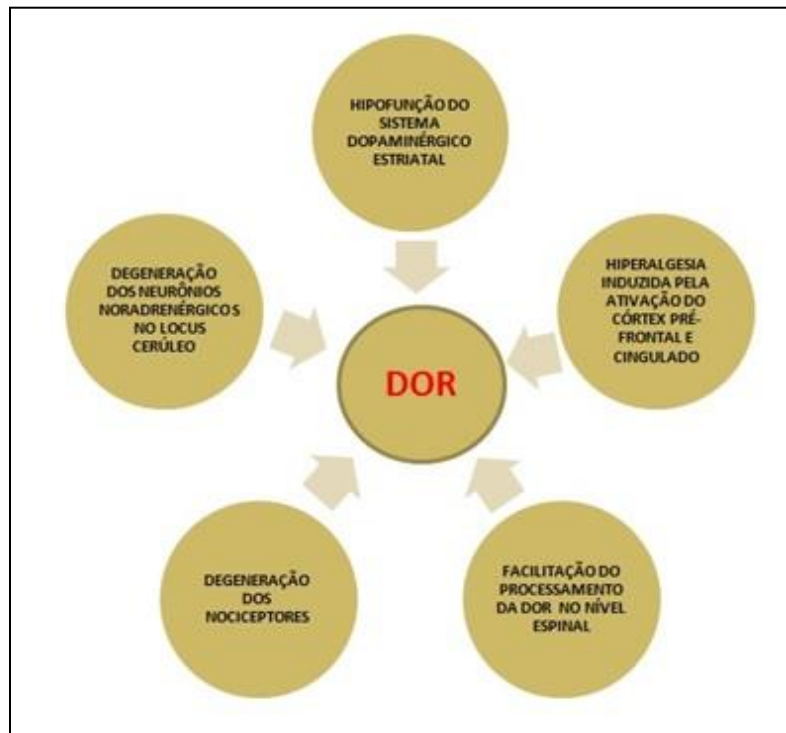 HIPOFUNÇÃO DO
SISTEMA
DOPAMINÉRGICO
ESTRIATAL
DEGENERAÇÃO
DOS NEURÔNIOS
NORADRENÉRGICOS
NO LOCUS
CERÚLEO
HIPERALGESIA
INDUZIDA PELA
ATIVAÇÃO DO
CÓRTEX PRÉ-
FRONTAL E
CINGULADO
DOR
DEGENERAÇÃO
DOS
NOCICEPTORES
FACILITAÇÃO DO
PROCESSAMENTO
DA DOR NO NÍVEL
ESPINAL